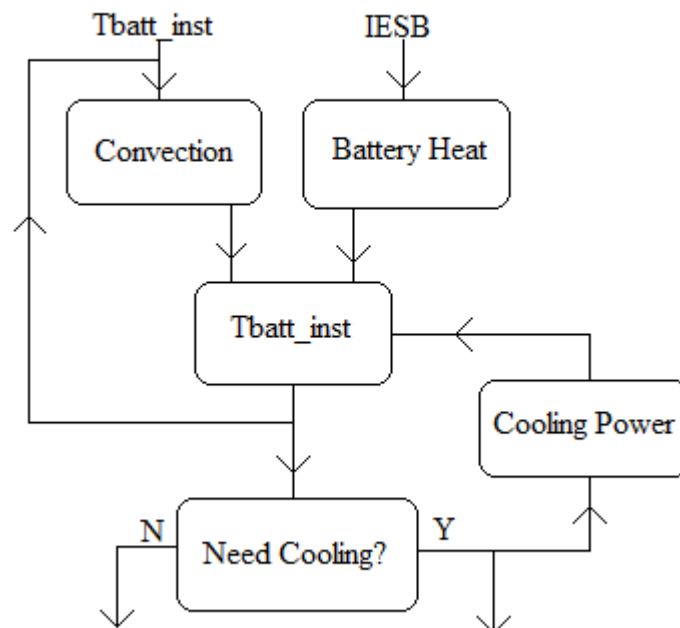 Tbatt_inst
IESB
Convection
Battery Heat
Tbatt_inst
Cooling Power
N
Need Cooling?
Y